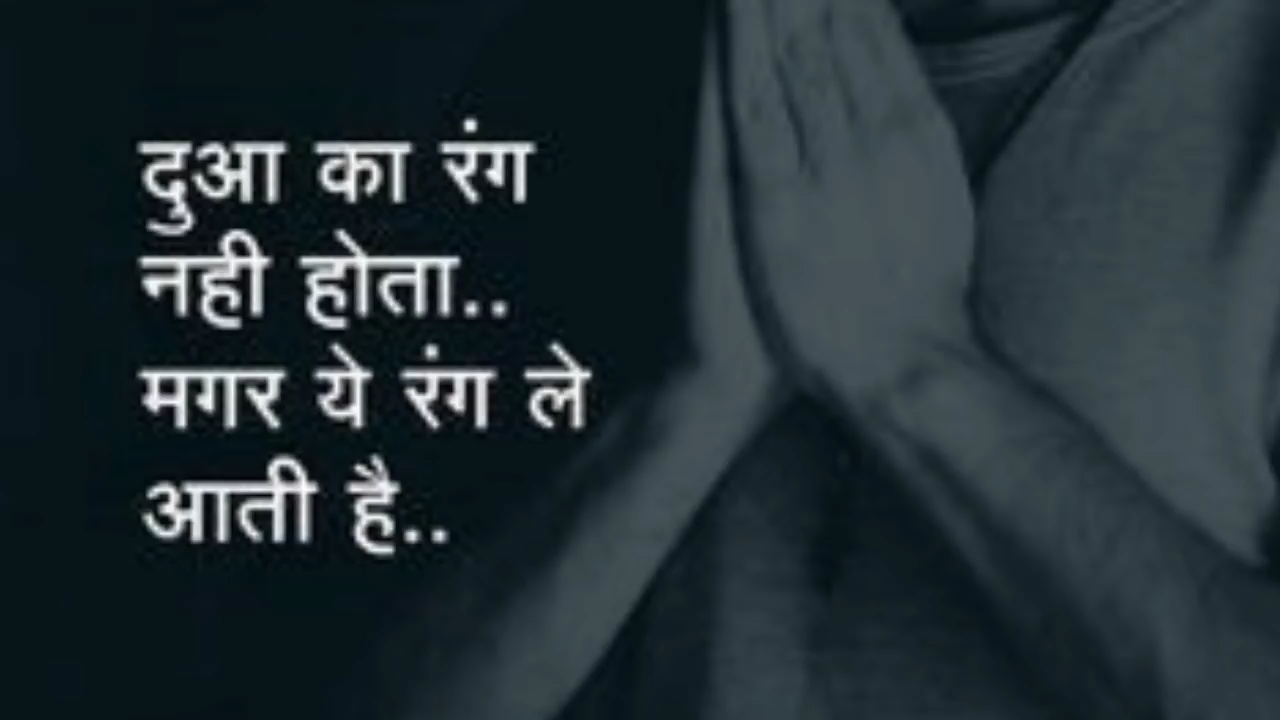 दुआ का रंग
नही होता..
मगर ये रंग ले
आती है..